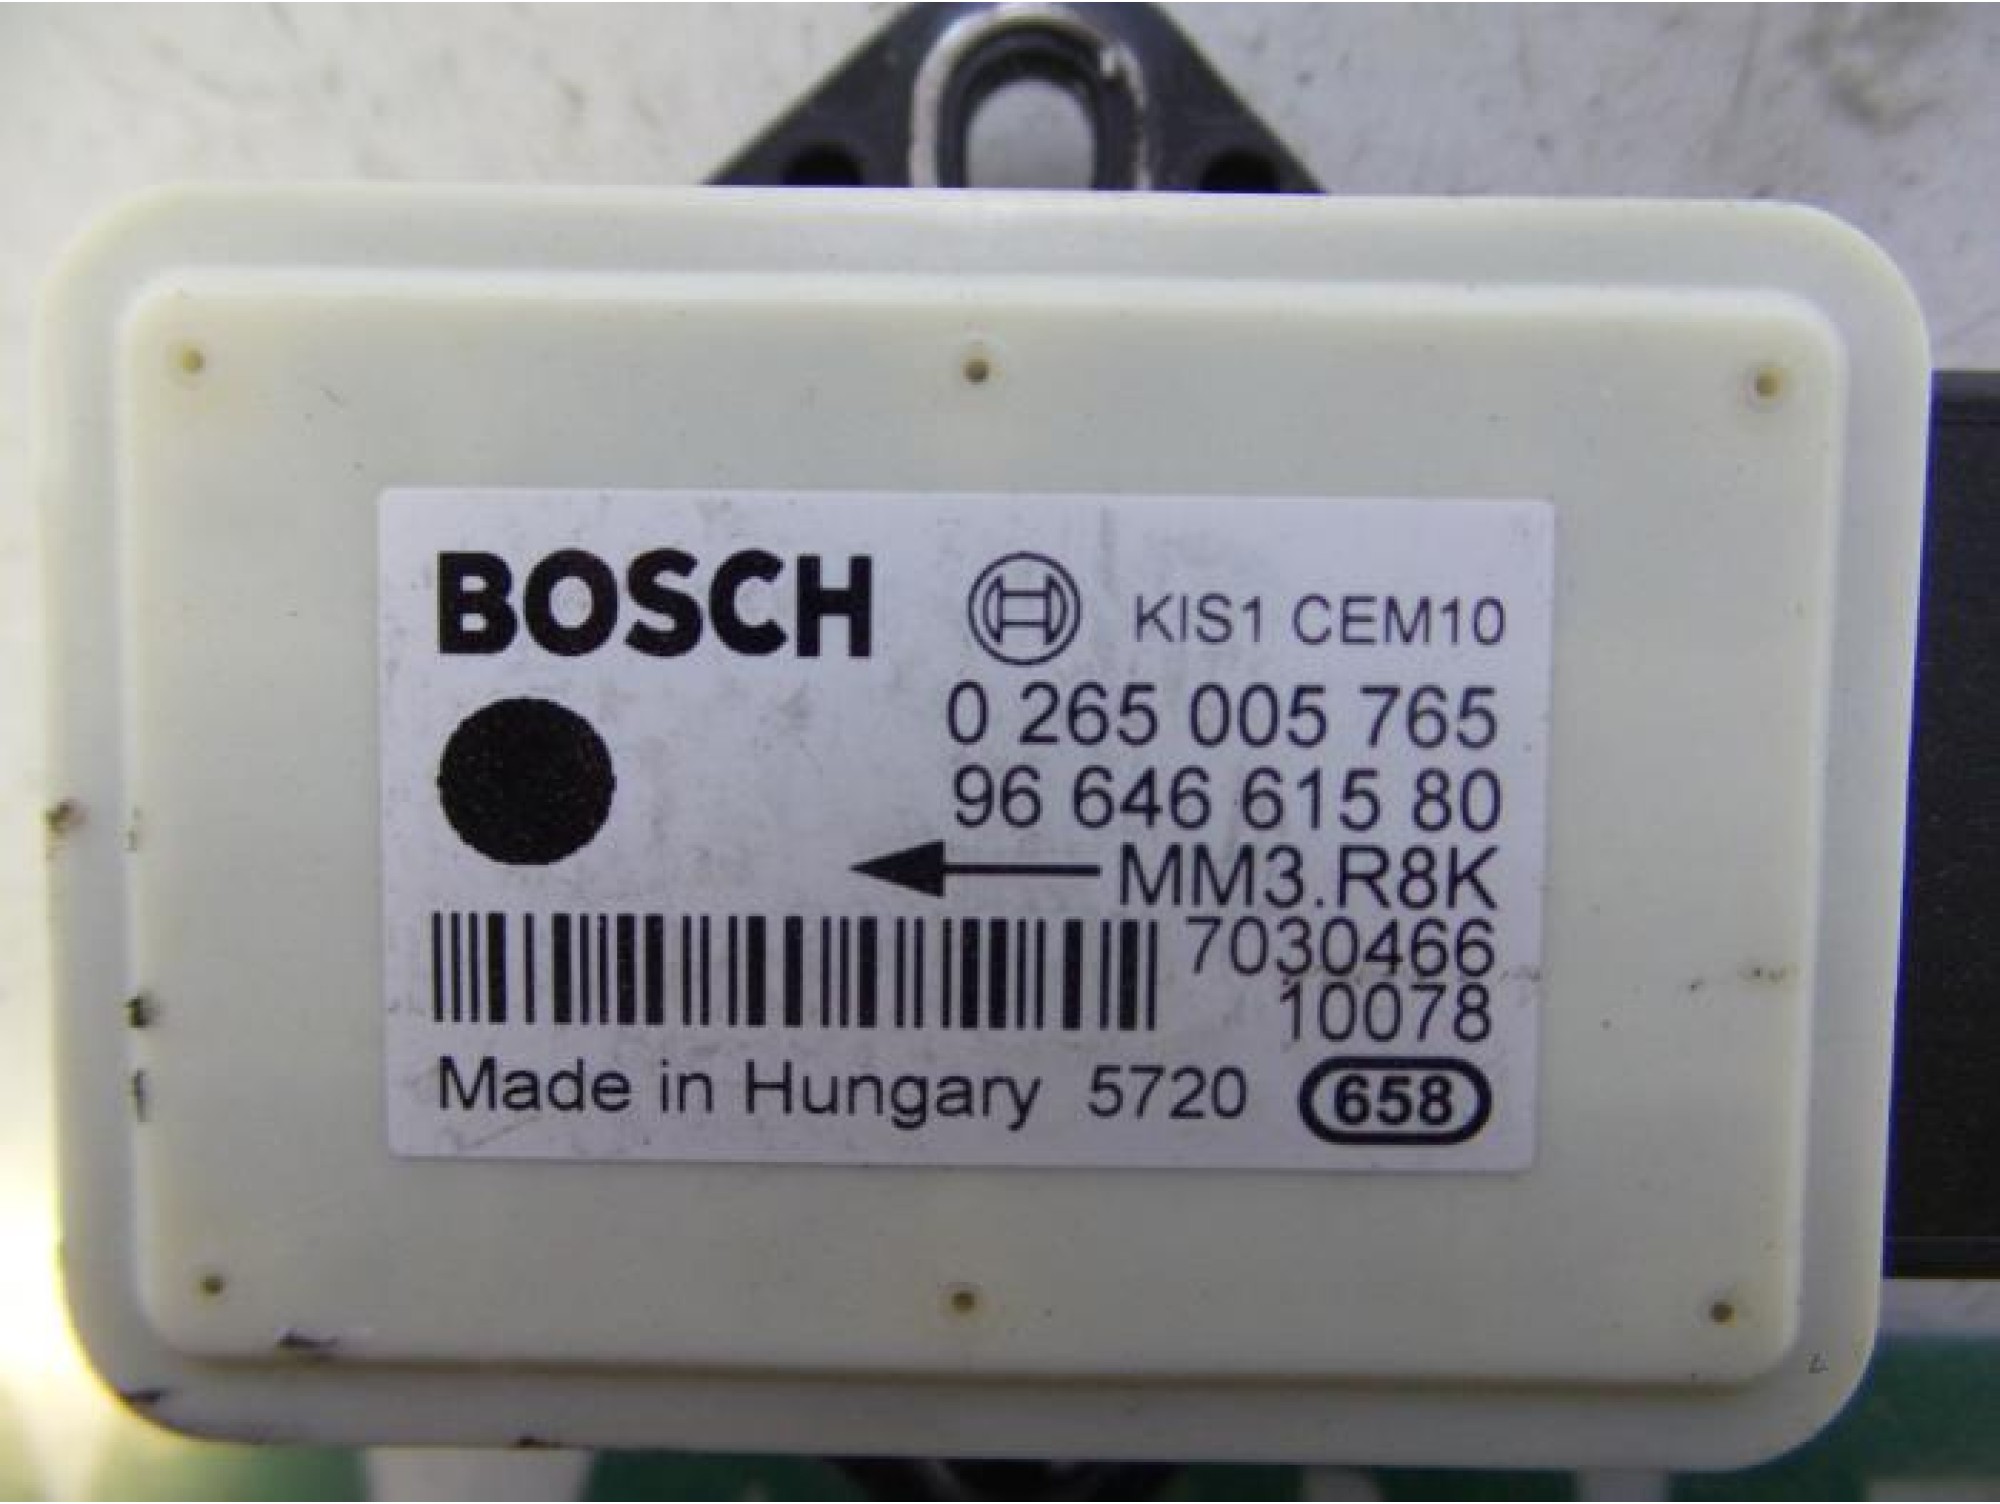 BOSCH KIS1 CEM10
0 265 005 765
96 646 615 80
MM3.R8K
7030466
10078
Made in Hungary 5720 658